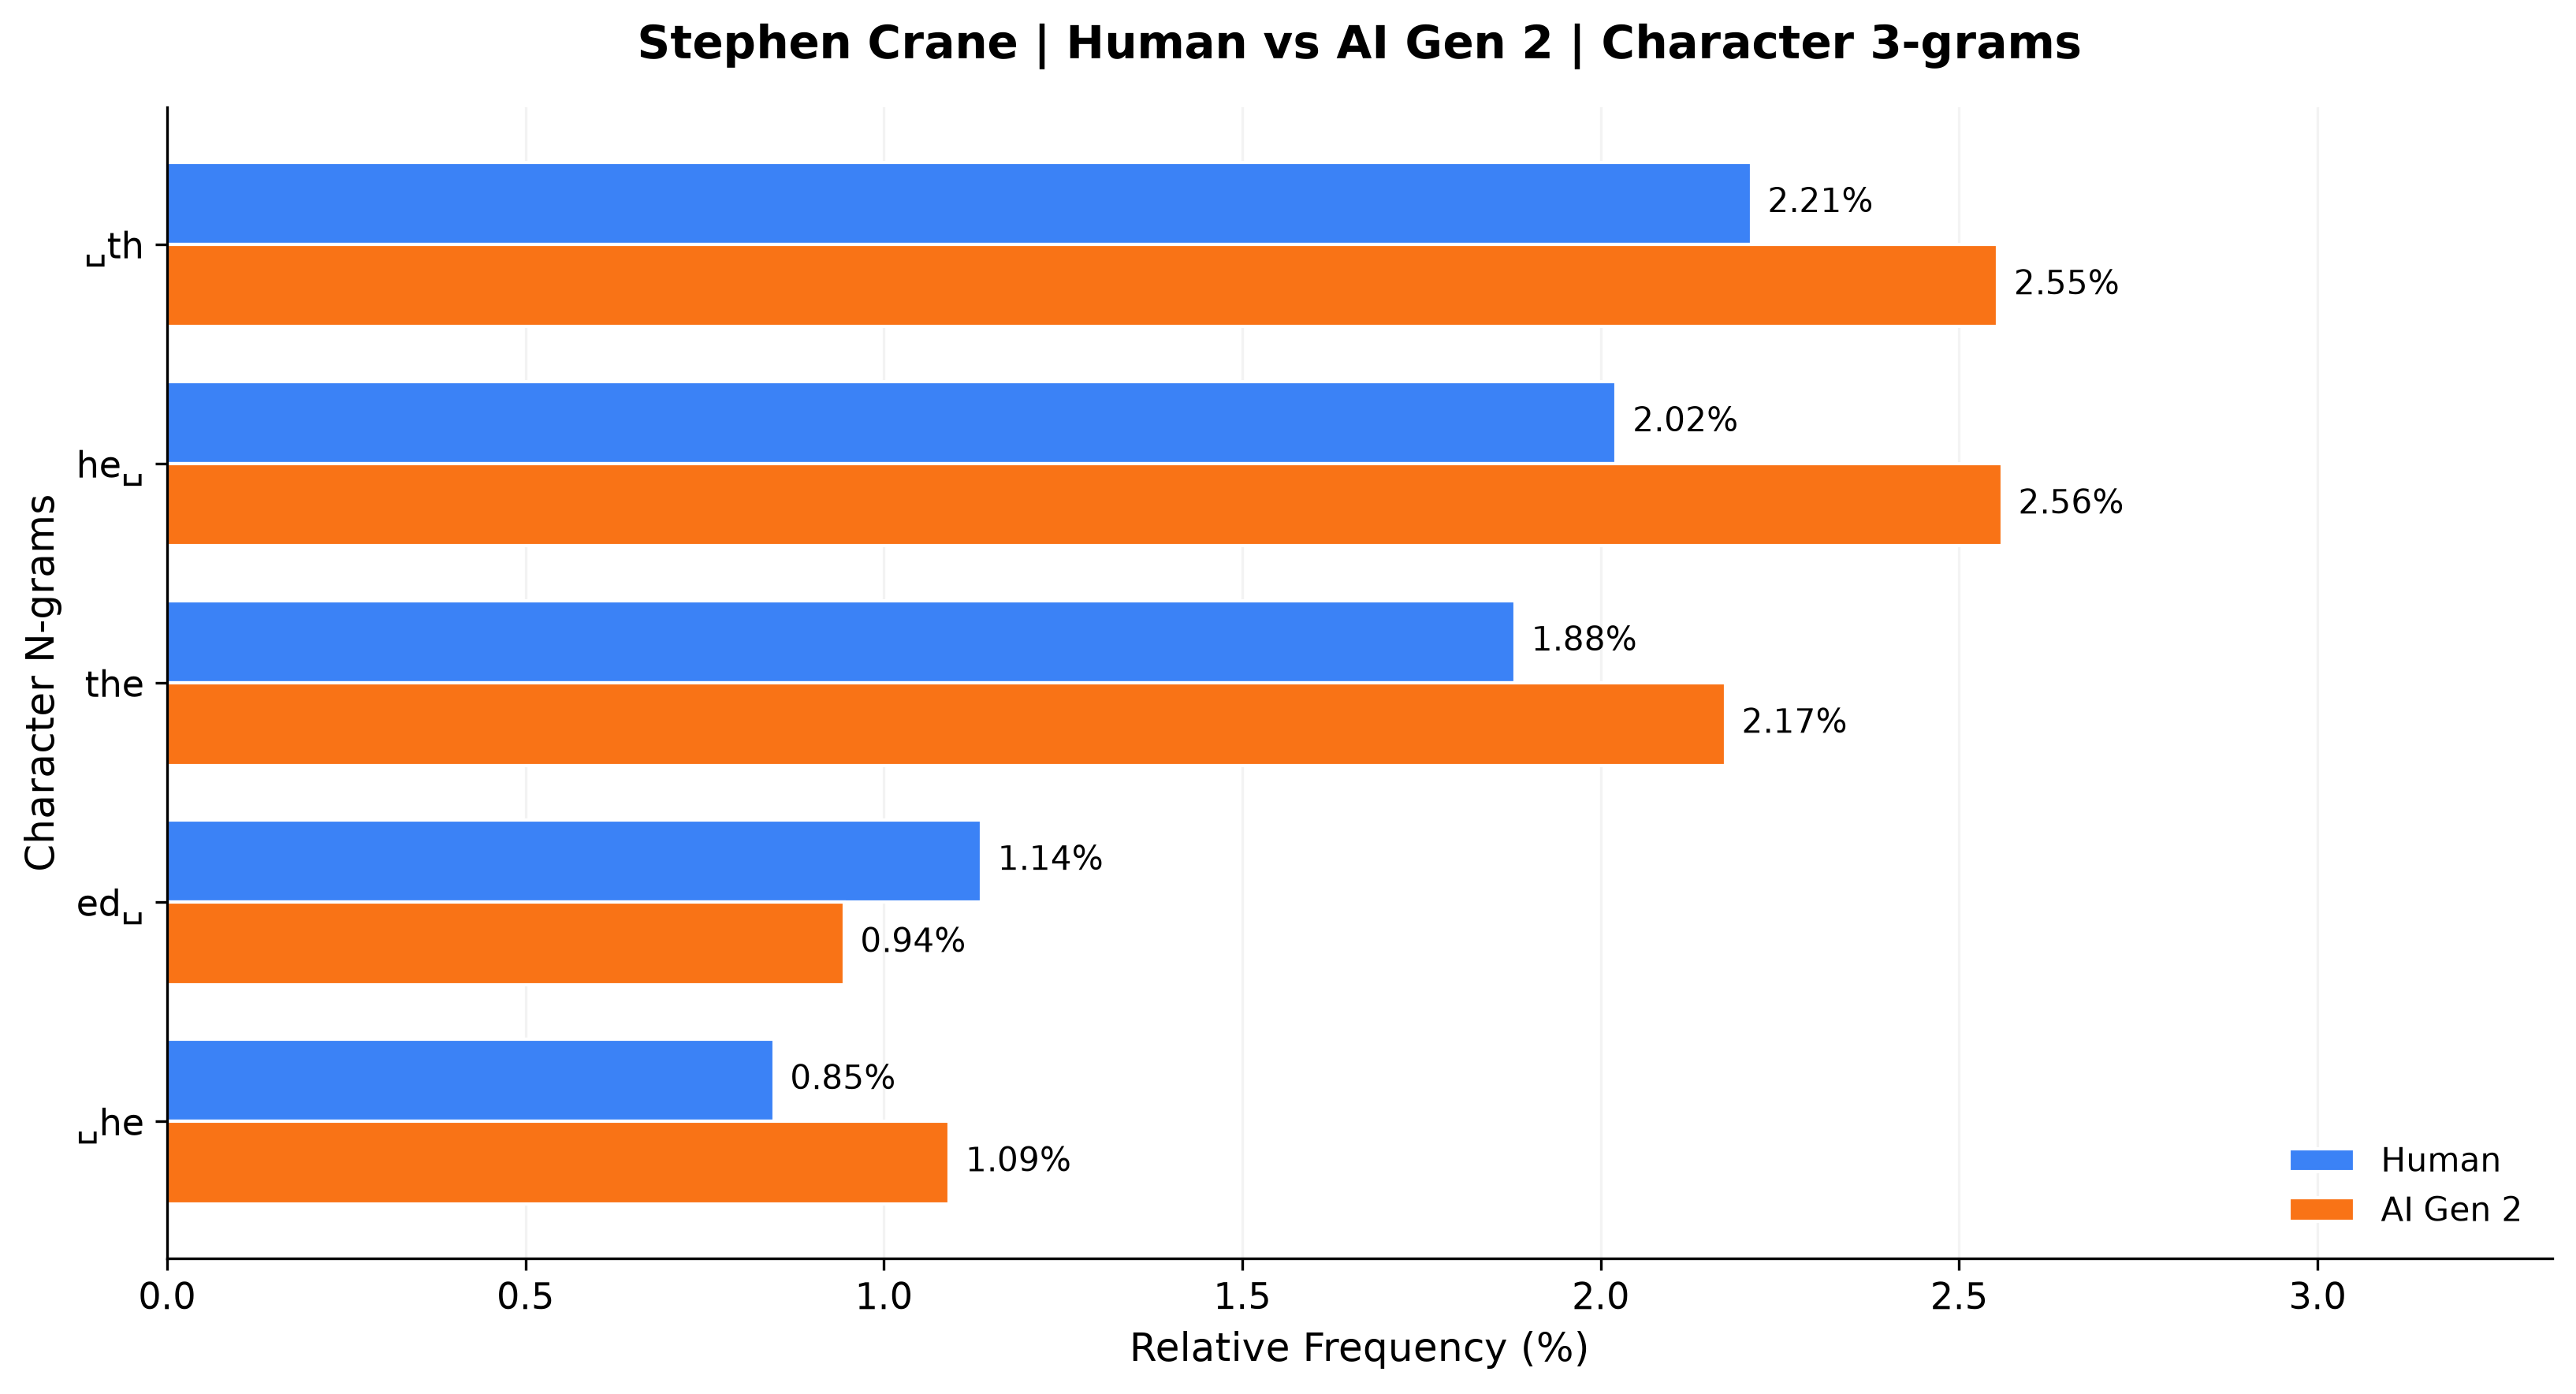 Stephen Crane | Human vs AI Gen 2 | Character 3-grams
Character N-grams
␣th
2.21%
2.55%
he␣
2.02%
2.56%
the
1.88%
2.17%
ed␣
1.14%
0.94%
␣he
0.85%
1.09%
Human
AI Gen 2
0.0 0.5 1.0 1.5 2.0 2.5 3.0
Relative Frequency (%)